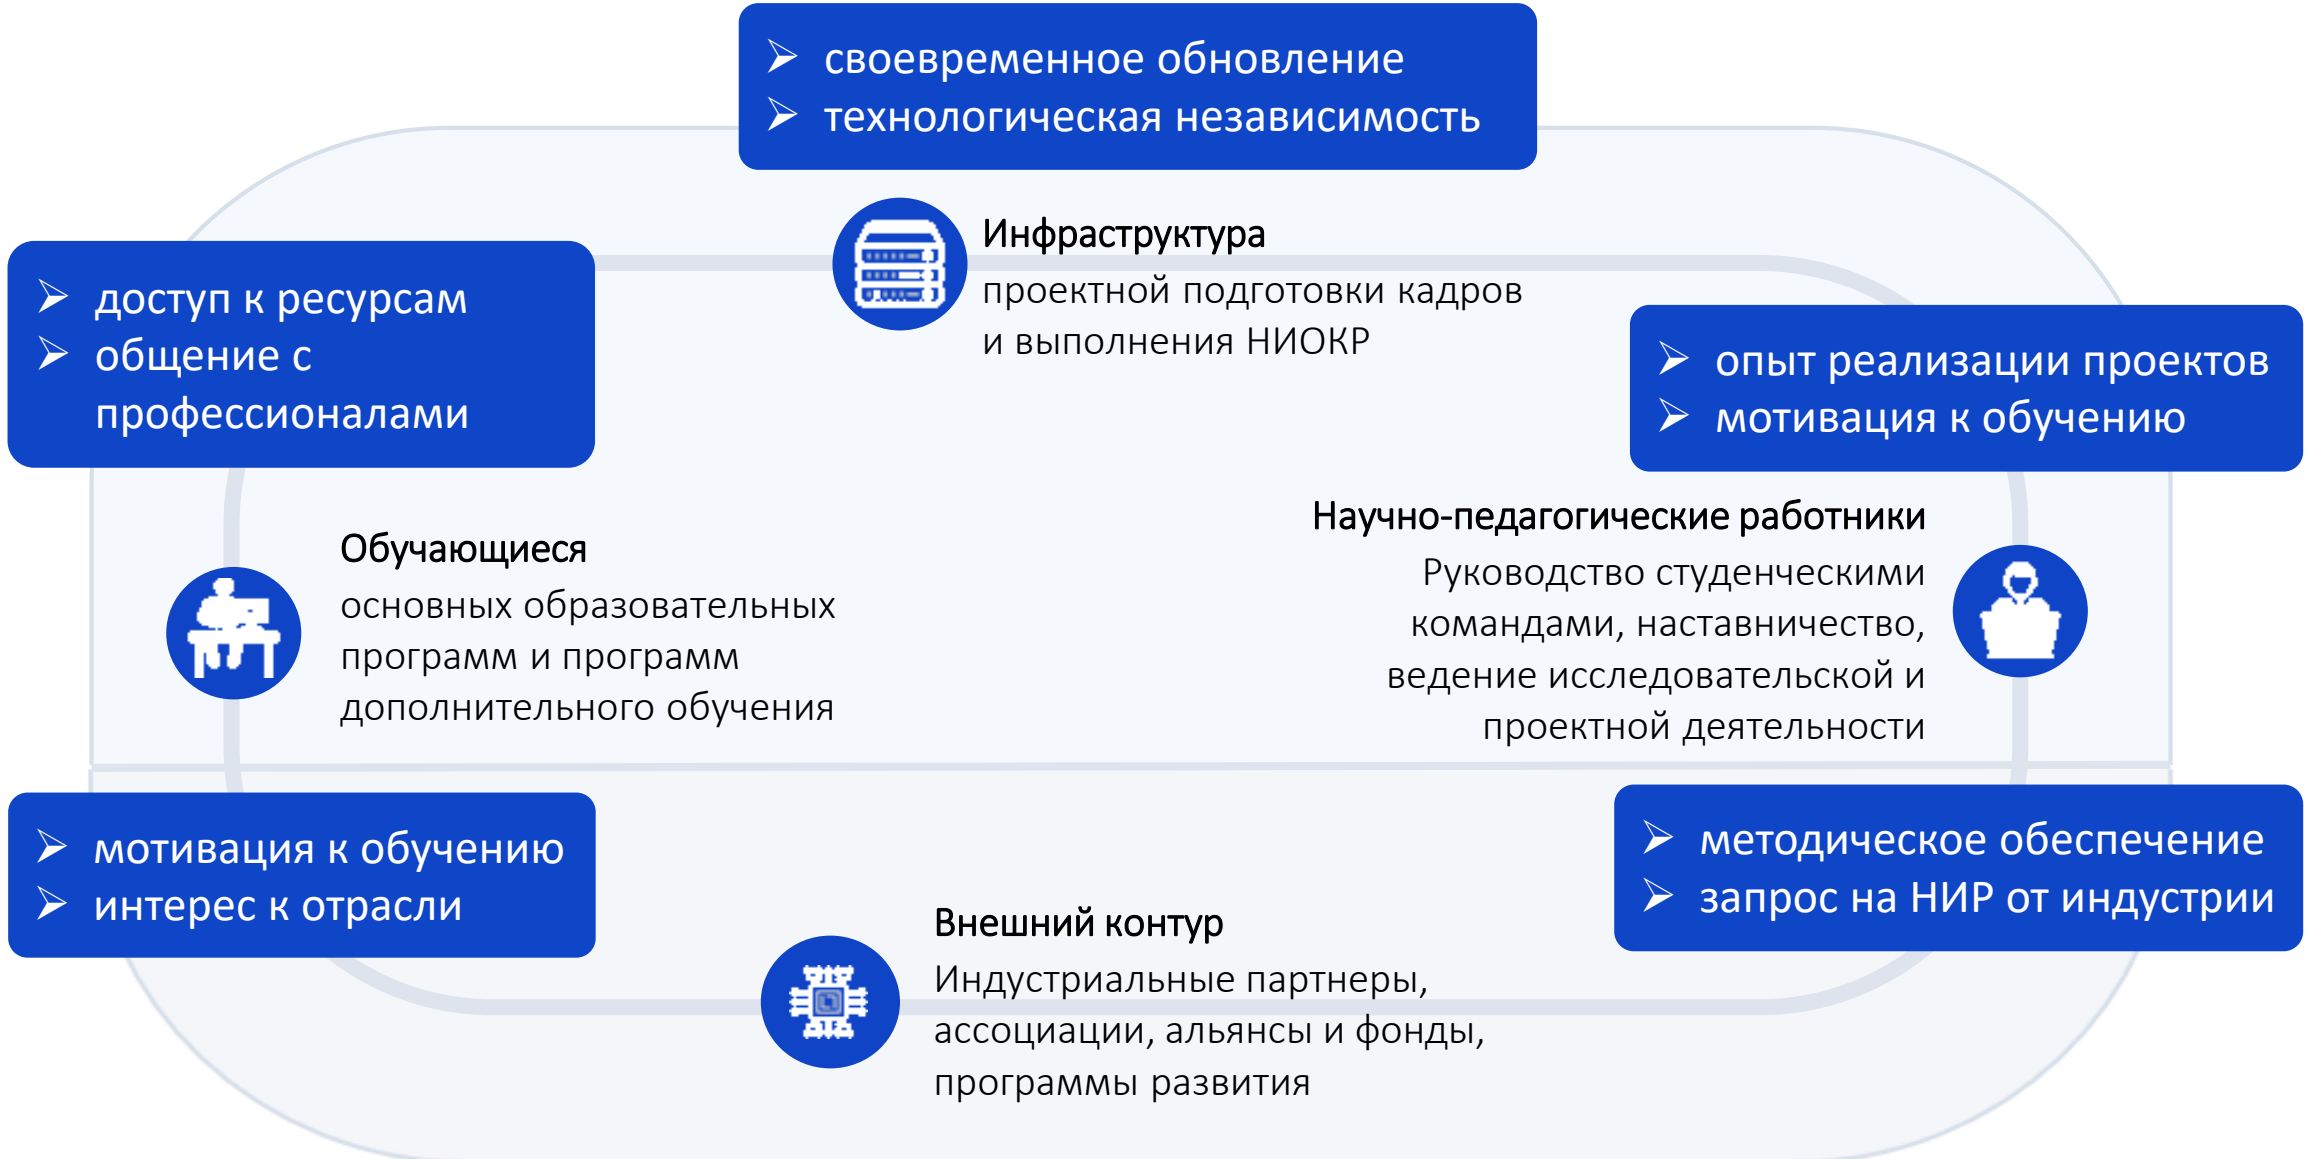 своевременное обновление
технологическая независимость
Инфраструктура
проектной подготовки кадров
и выполнения НИОКР
доступ к ресурсам
общение с
профессионалами
опыт реализации проектов
мотивация к обучению
Обучающиеся
основных образовательных
программ и программ
дополнительного обучения
Научно-педагогические работники
Руководство студенческими
командами, наставничество,
ведение исследовательской и
проектной деятельности
мотивация к обучению
интерес к отрасли
методическое обеспечение
запрос на НИР от индустрии
Внешний контур
Индустриальные партнеры,
ассоциации, альянсы и фонды,
программы развития